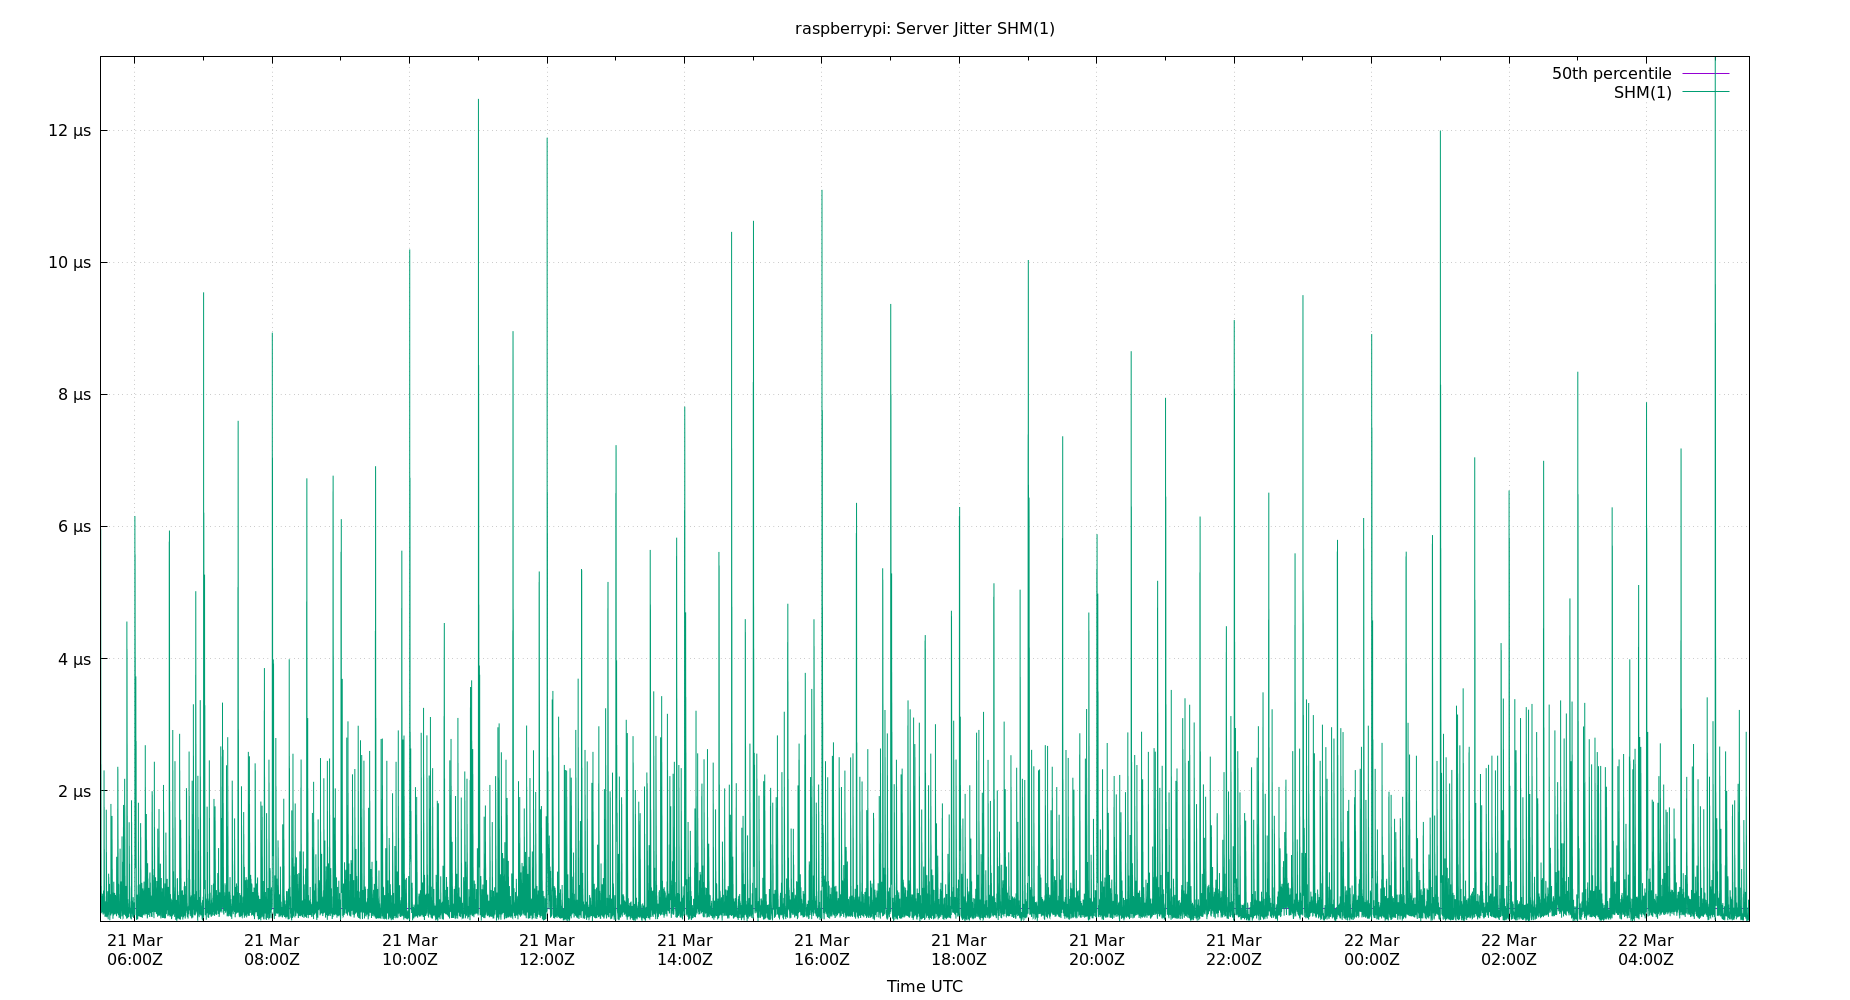 raspberrypi: Server Jitter SHM(1)
50th percentile
SHM(1)
12 µs
10 µs
8 µs
6 µs
4 µs
2 µs
21 Mar 21 Mar 21 Mar 21 Mar 21 Mar 21 Mar 21 Mar 21 Mar 21 Mar 22 Mar 22 Mar 22 Mar
06:00Z 08:00Z 10:00Z 12:00Z 14:00Z 16:00Z 18:00Z 20:00Z 22:00Z 00:00Z 02:00Z 04:00Z
Time UTC